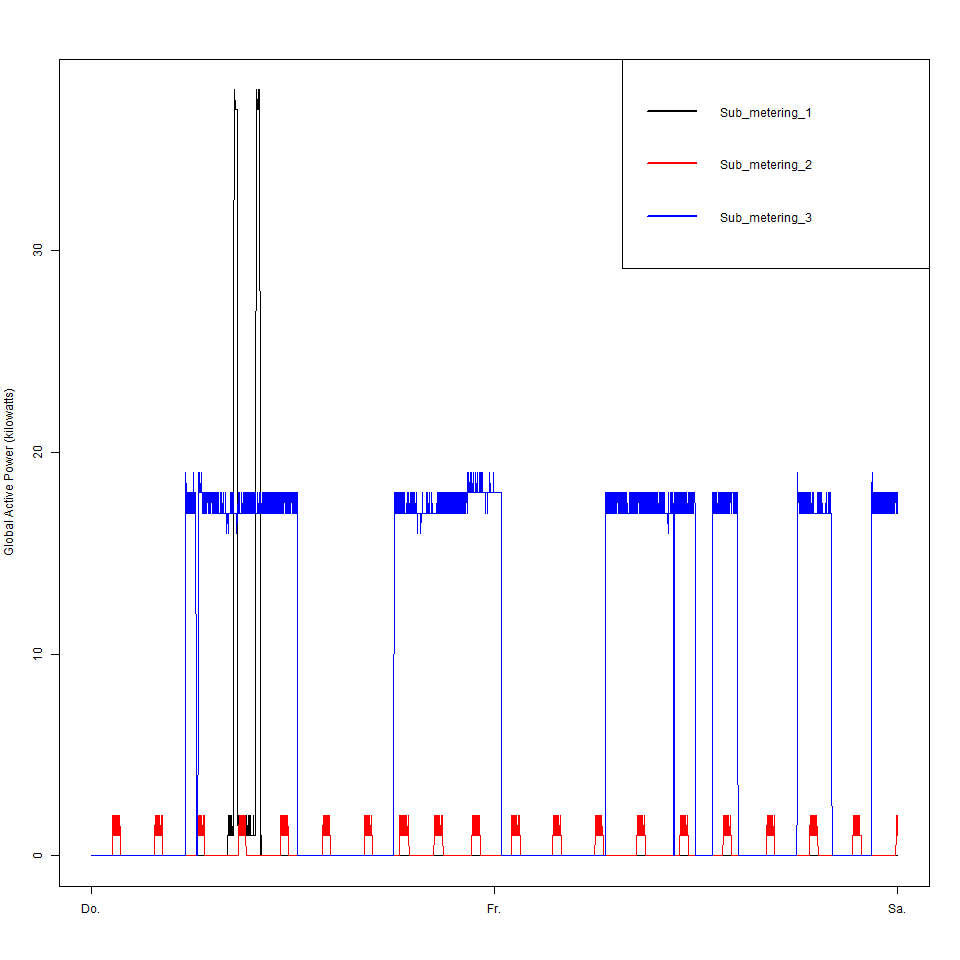 Sub_metering_1
Sub_metering_2
Sub_metering_3
Global Active Power (kilowatts)
30
20
10
0
Do.
Fr.
Sa.